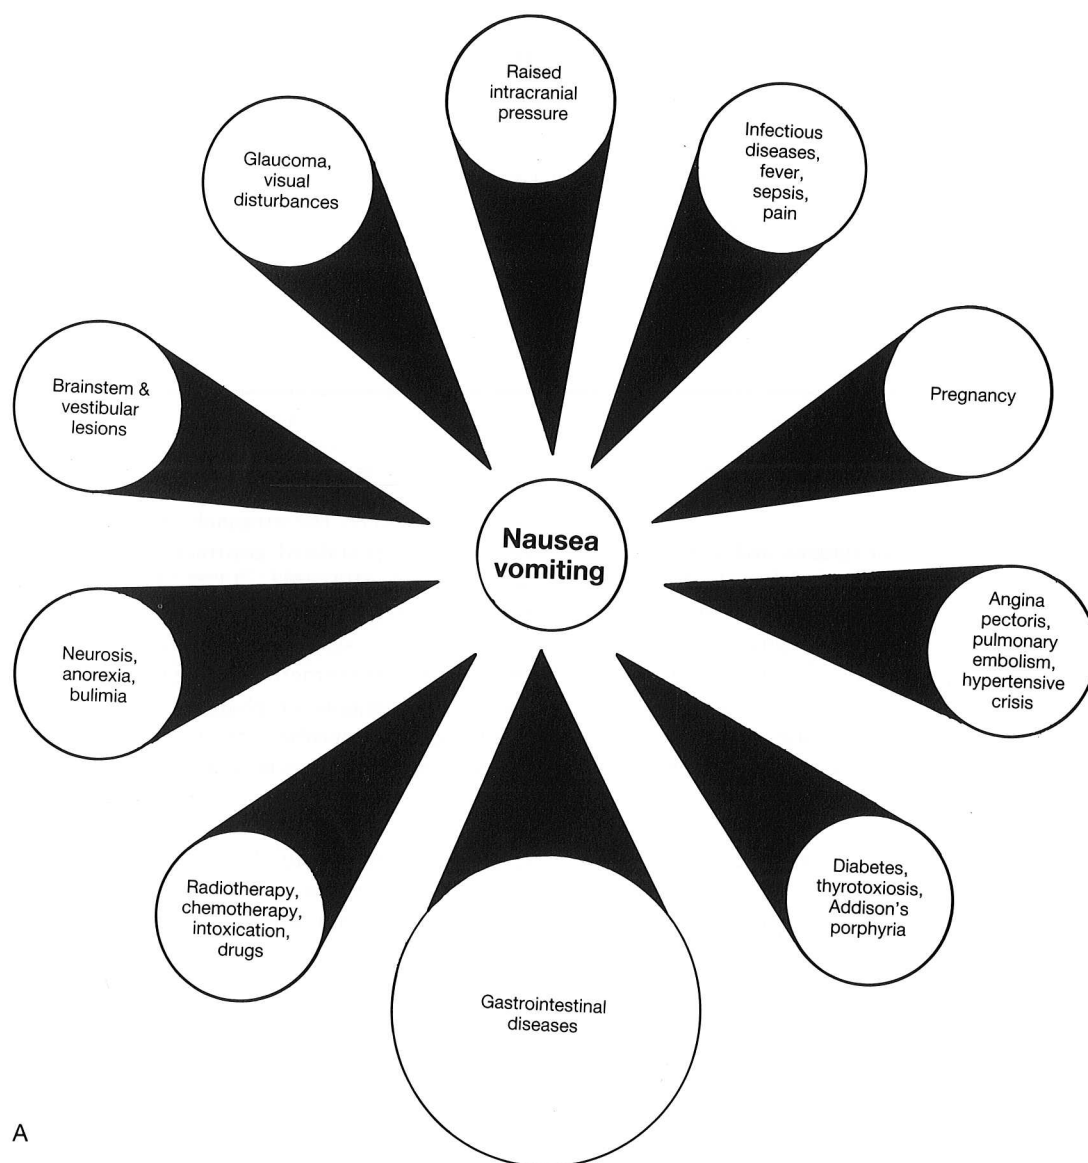 Raised
intracranial
pressure
Glaucoma,
visual
disturbances
Infectious
diseases,
fever,
sepsis,
pain
Brainstem &
vestibular
lesions
Pregnancy
Nausea
vomiting
Neurosis,
anorexia,
bulimia
Angina
pectoris,
pulmonary
embolism,
hypertensive
crisis
Radiotherapy,
chemotherapy,
intoxication,
drugs
Diabetes,
thyrotoxiosis,
Addison's
porphyria
Gastrointestinal
diseases
A